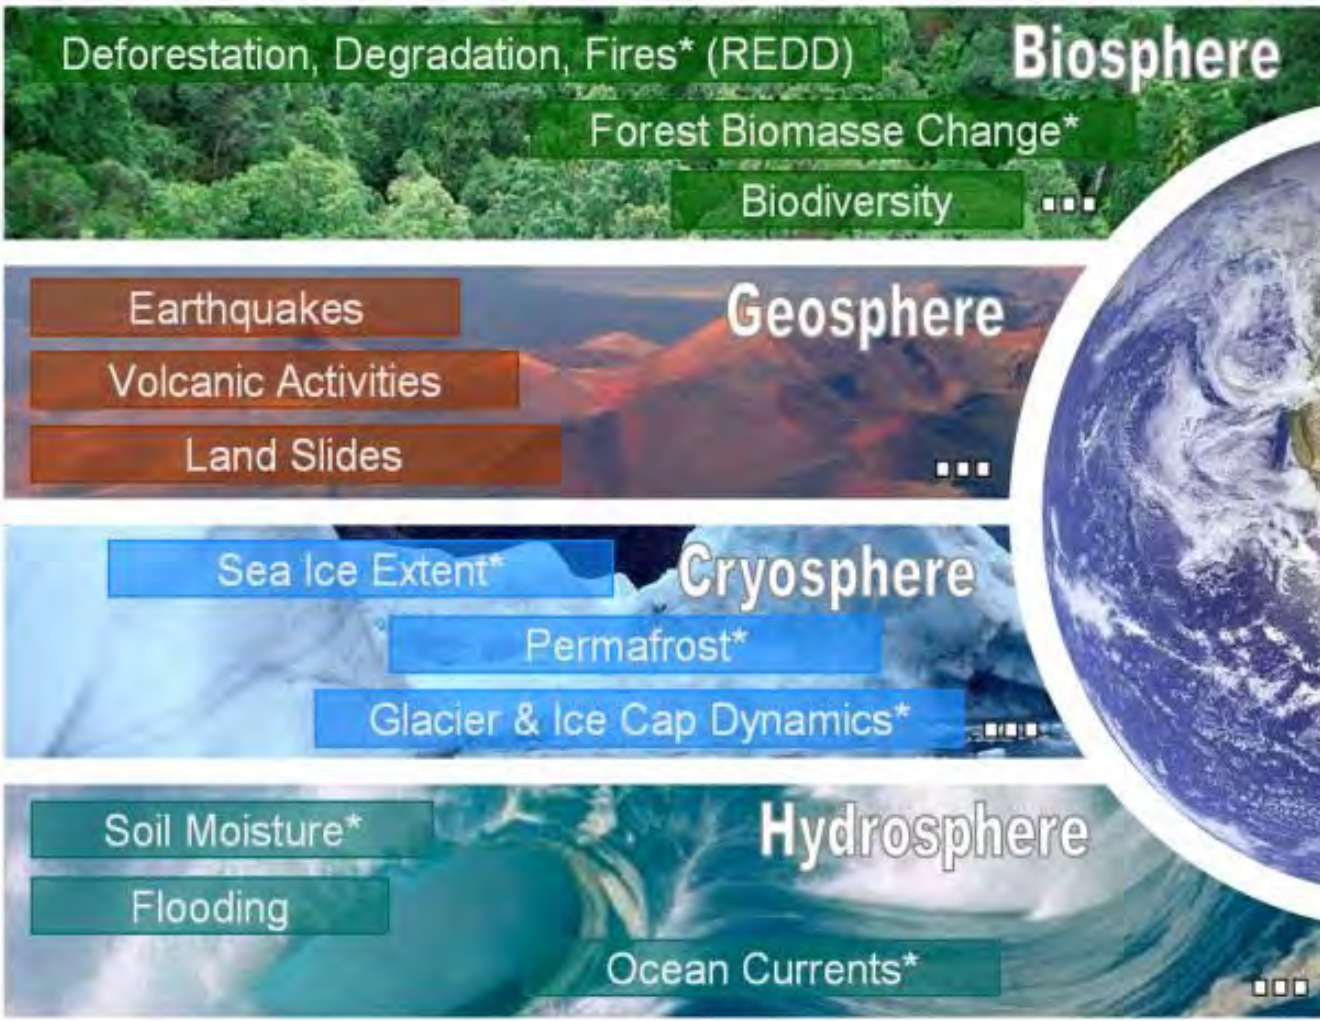 Deforestation, Degradation, Fires* (REDD)
Biosphere
Forest Biomasse Change*
Biodiversity
...
Geosphere
Earthquakes
Volcanic Activities
Land Slides
...
Sea Ice Extent*
Cryosphere
Permafrost*
Glacier & Ice Cap Dynamics*
...
Soil Moisture*
Hydrosphere
Flooding
Ocean Currents*
...